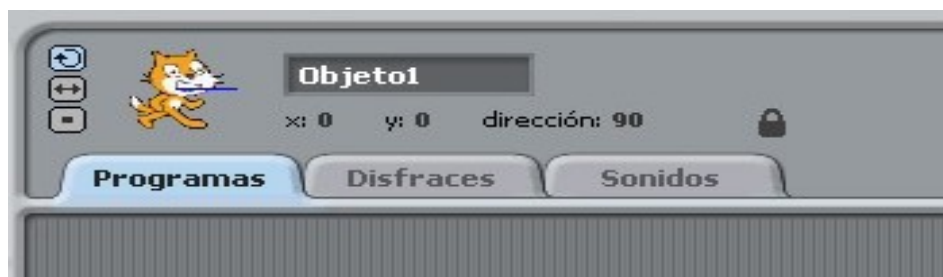 Objeto1
x: 0 y: 0 dirección: 90
Programas Disfraces Sonidos